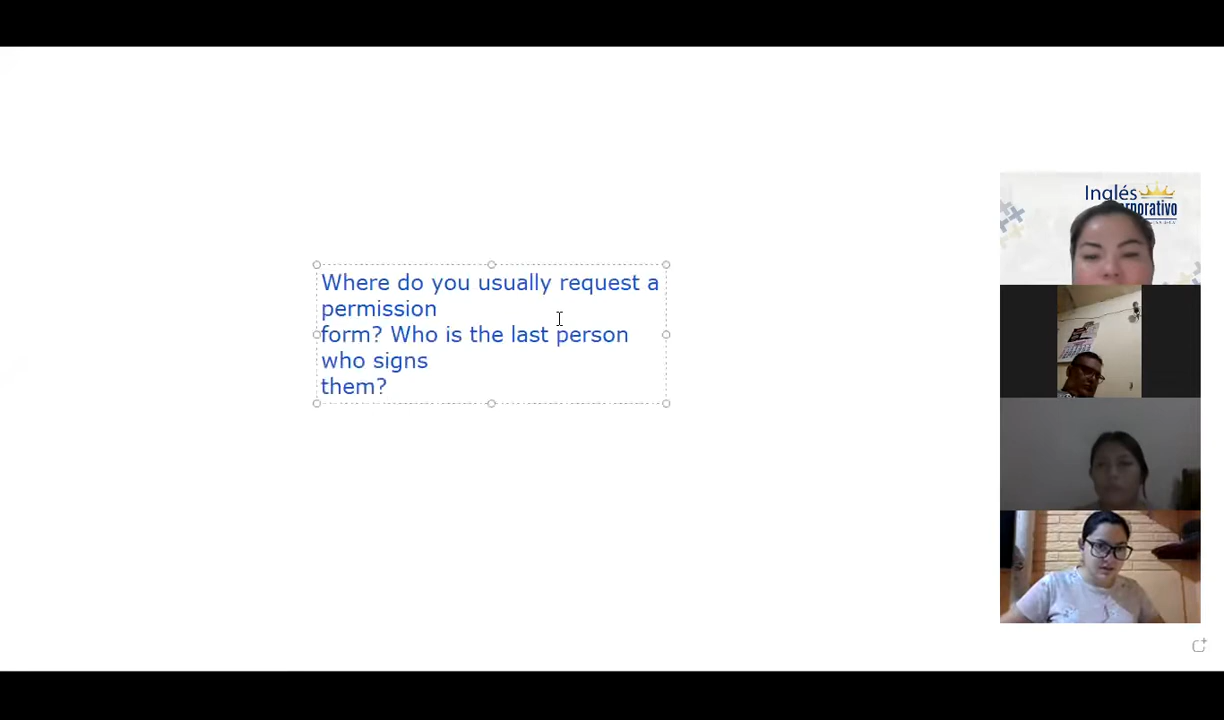 Where do you usually request a
permission
form? Who is the last person
who signs
them?
Inglés